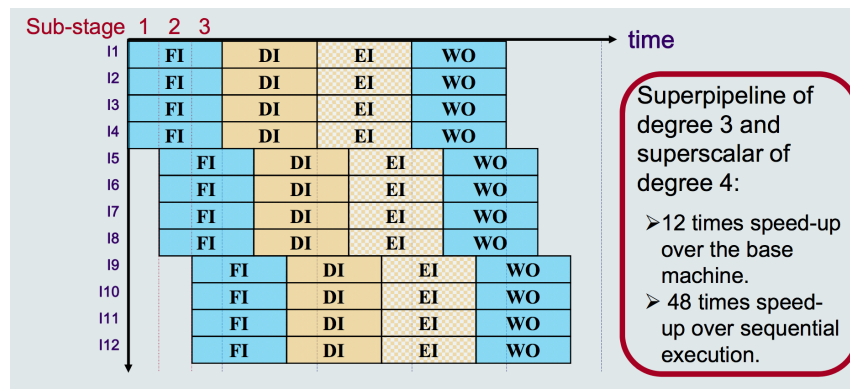 Sub-stage 1 2 3
time
I1 FI DI EI WO
I2 FI DI EI WO
I3 FI DI EI WO
I4 FI DI EI WO
I5 FI DI EI WO
I6 FI DI EI WO
I7 FI DI EI WO
I8 FI DI EI WO
I9 FI DI EI WO
I10 FI DI EI WO
I11 FI DI EI WO
I12 FI DI EI WO
Superpipeline of
degree 3 and
superscalar of
degree 4:
➢12 times speed-up
over the base
machine.
➢ 48 times speed-
up over sequential
execution.